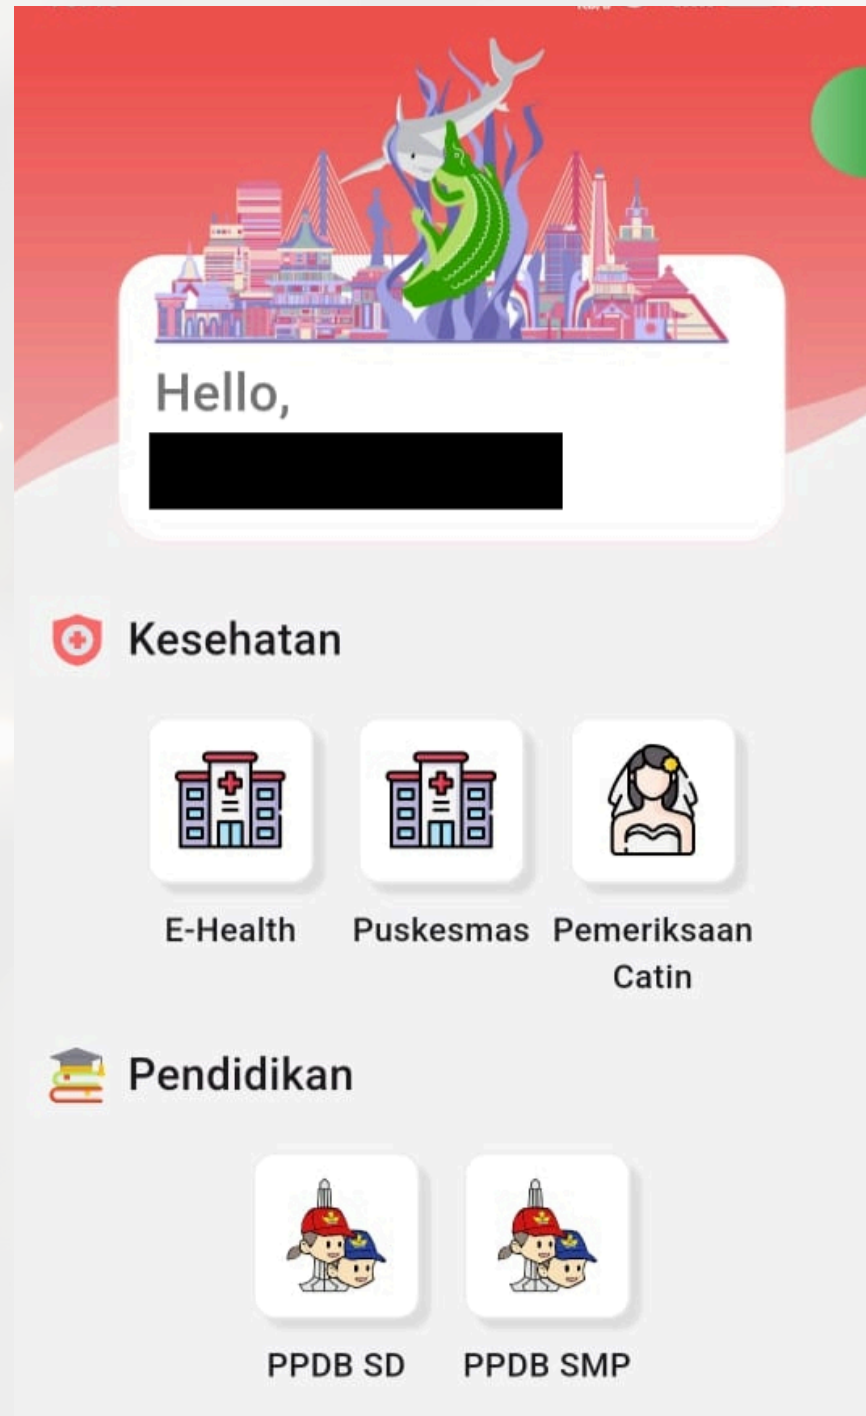 Hello,
Kesehatan
E-Health
Puskesmas
Pemeriksaan
Catin
Pendidikan
PPDB SD
PPDB SMP